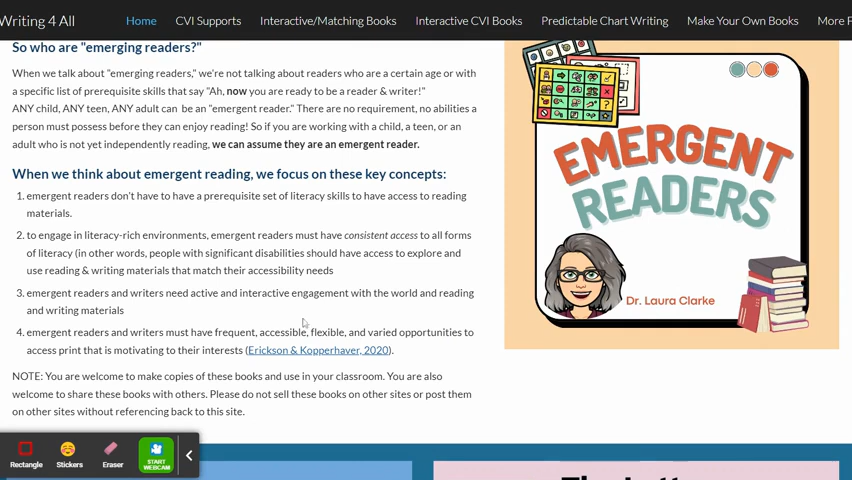 Writing 4 All
Home
CVI Supports
Interactive/Matching Books
Interactive CVI Books
Predictable Chart Writing
Make Your Own Books
More
So who are "emerging readers?"
When we talk about "emerging readers," we're not talking about readers who are a certain age or with
a specific list of prerequisite skills that say "Ah, now you are ready to be a reader & writer!"
ANY child, ANY teen, ANY adult can be an "emergent reader." There are no requirement, no abilities a
person must possess before they can enjoy reading! So if you are working with a child, a teen, or an
adult who is not yet independently reading, we can assume they are an emergent reader.
When we think about emergent reading, we focus on these key concepts:
1. emergent readers don't have to have a prerequisite set of literacy skills to have access to reading
materials.
2. to engage in literacy-rich environments, emergent readers must have consistent access to all forms
of literacy (in other words, people with significant disabilities should have access to explore and
use reading & writing materials that match their accessibility needs
3. emergent readers and writers need active and interactive engagement with the world and reading
and writing materials
4. emergent readers and writers must have frequent, accessible, flexible, and varied opportunities to
access print that is motivating to their interests (Erickson & Kopperhaver, 2020).
NOTE: You are welcome to make copies of these books and use in your classroom. You are also
welcome to share these books with others. Please do not sell these books on other sites or post them
on other sites without referencing back to this site.
EMERGENT
READERS
Dr. Laura Clarke
Rectangle
Stickers
Eraser
START
WEBCAM